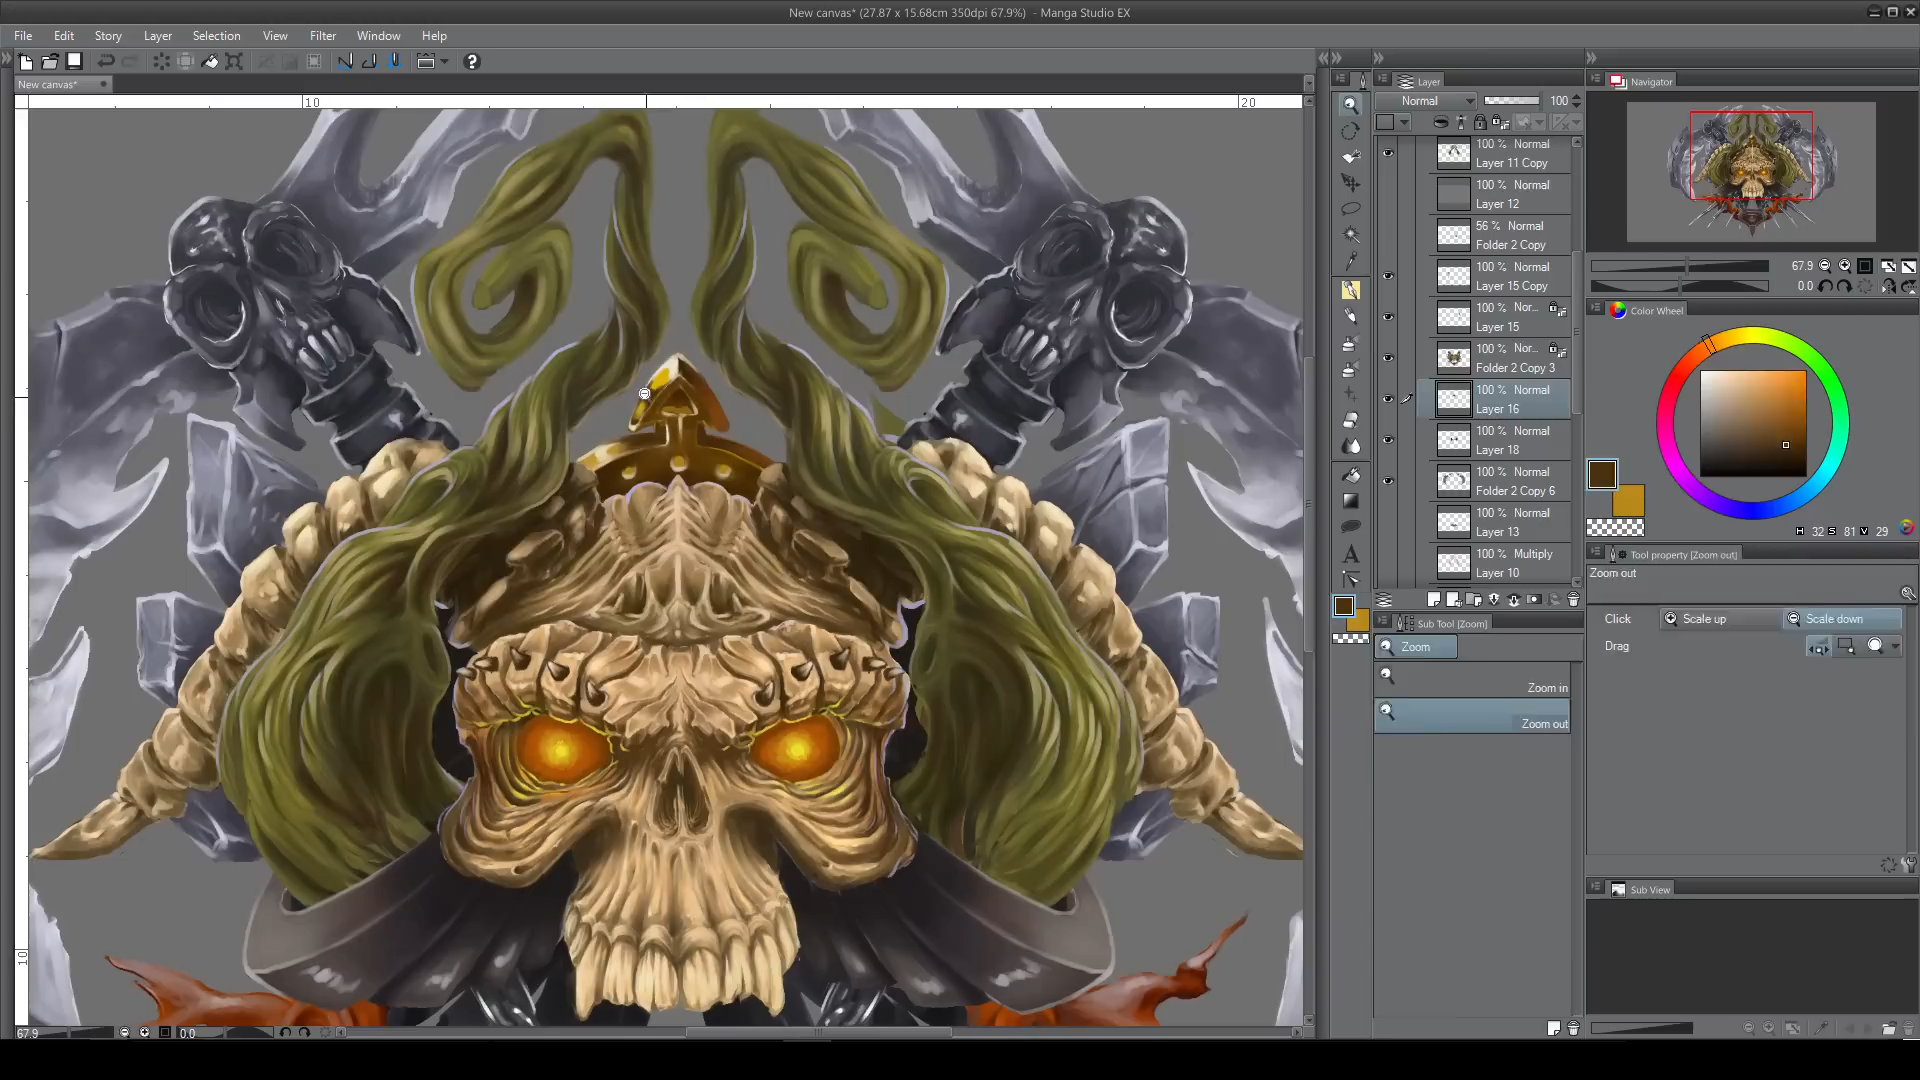 New canvas* (27.87 x 15.68cm 350dpi 67.9%) - Manga Studio EX
File Edit Story Layer Selection View Filter Window Help
New canvas*
10
20
10
67.9
0.0
Layer
Normal 100
100 % Normal
Layer 11 Copy
100 % Normal
Layer 12
56 % Normal
Folder 2 Copy
100 % Normal
Layer 15 Copy
100 % Nor...
Layer 15
100 % Nor...
Folder 2 Copy 3
100 % Normal
Layer 16
100 % Normal
Layer 18
100 % Normal
Folder 2 Copy 6
100 % Normal
Layer 13
100 % Multiply
Layer 10
Sub Tool [Zoom]
Zoom
Zoom in
Zoom out
Navigator
67.9
0.0
Color Wheel
H 32 S 81 V 29
Tool property [Zoom out]
Zoom out
Click Scale up Scale down
Drag
Sub View